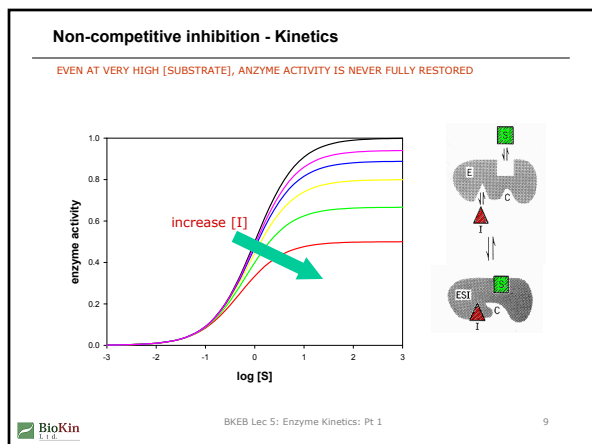 Non-competitive inhibition - Kinetics
EVEN AT VERY HIGH [SUBSTRATE], ANZYME ACTIVITY IS NEVER FULLY RESTORED
enzyme activity
1.0
0.8
0.6
0.4
0.2
0.0
increase [I]
-3 -2 -1 0 1 2 3
log [S]
S
E
C
I
S
ESI
C
I
BioKin
Ltd.
BKEB Lec 5: Enzyme Kinetics: Pt 1
9